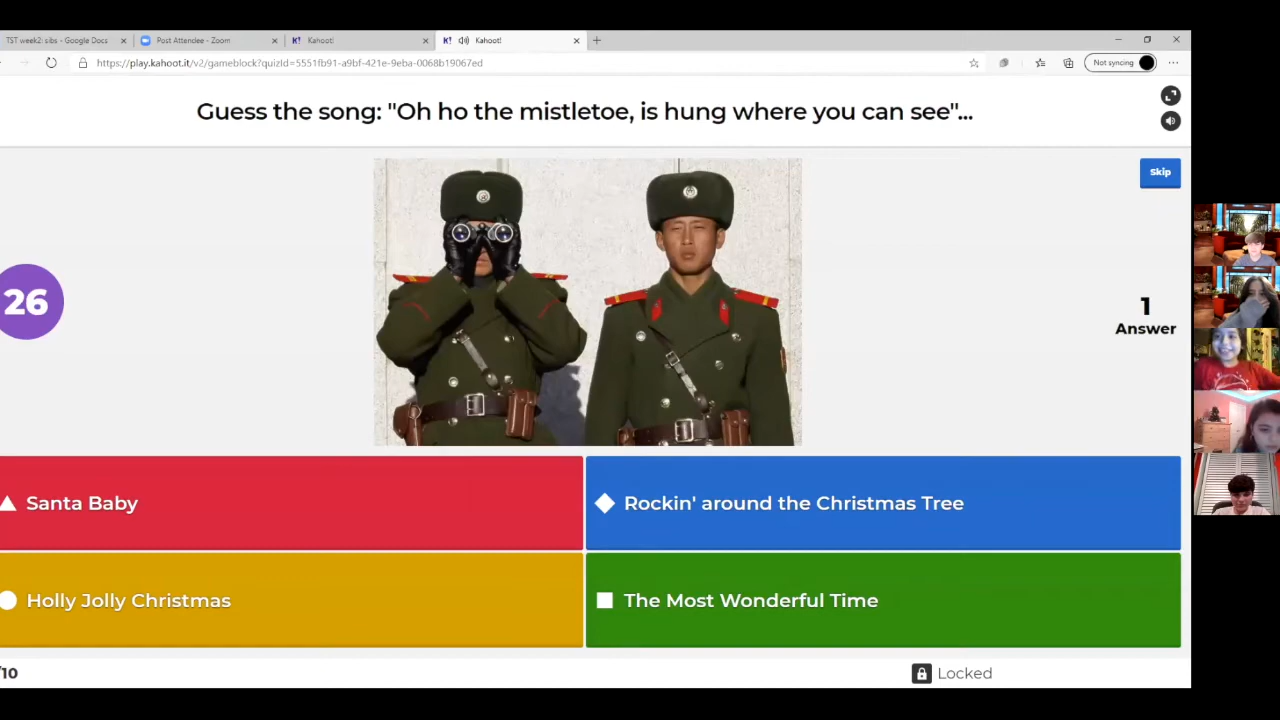 TST week2: sibs - Google Docs
Post Attendee - Zoom
Kahoot!
Kahoot!
https://play.kahoot.it/v2/gameblock?quizId=5551fb91-a9bf-421e-9eba-0068b19067ed
Not syncing
Guess the song: "Oh ho the mistletoe, is hung where you can see"...
Skip
26
1
Answer
Santa Baby
Rockin' around the Christmas Tree
Holly Jolly Christmas
The Most Wonderful Time
/10
Locked